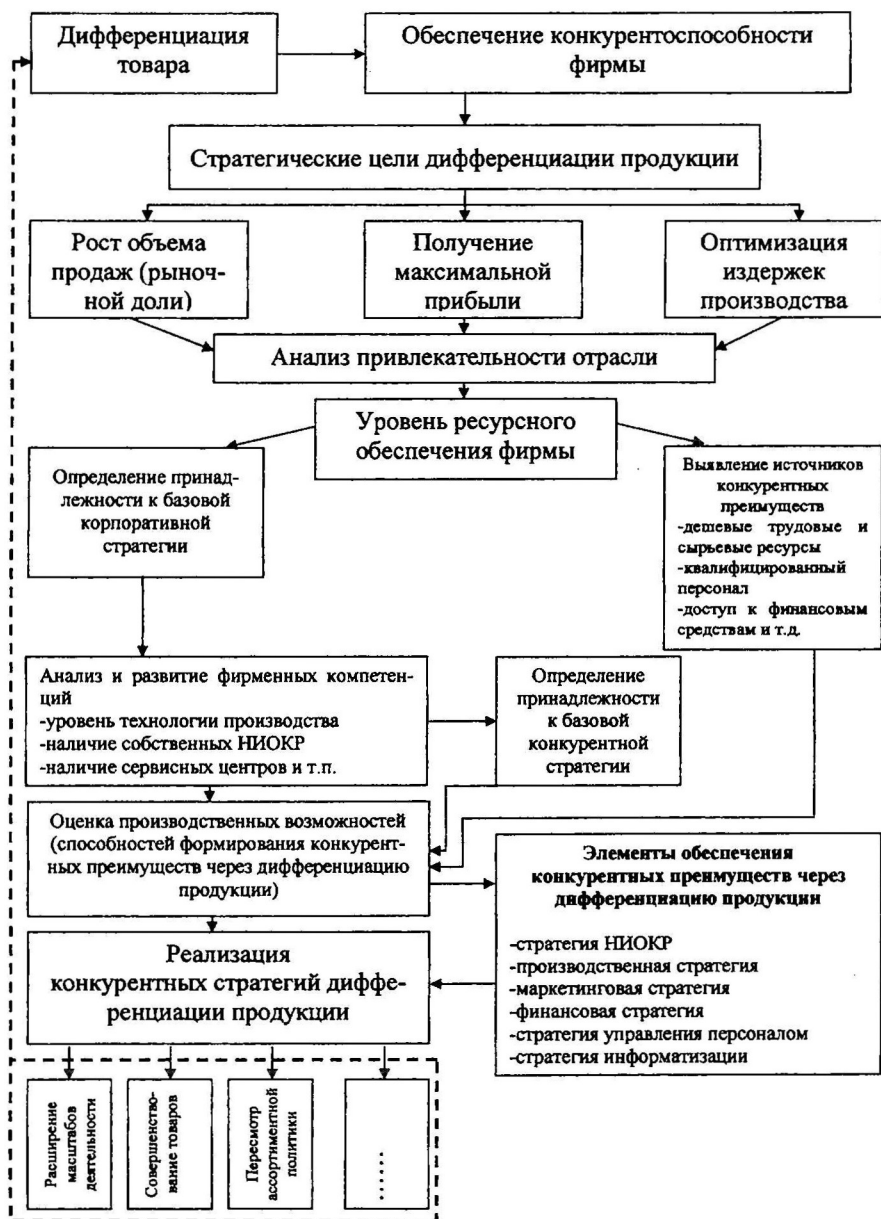 Дифференциация
товара
Обеспечение конкурентоспособности
фирмы
Стратегические цели дифференциации продукции
Рост объема
продаж (рыноч-
ной доли)
Получение
максимальной
прибыли
Оптимизация
издержек
производства
Анализ привлекательности отрасли
Уровень ресурсного
обеспечения фирмы
Определение принад-
лежности к базовой
корпоративной
стратегии
Выявление источников
конкурентных
преимуществ
-дешевые трудовые и
сырьевые ресурсы
-квалифицированный
персонал
-доступ к финансовым
средствам и т.д.
Анализ и развитие фирменных компетен-
ций
-уровень технологии производства
-наличие собственных НИОКР
-наличие сервисных центров и т.п.
Определение
принадлежности
к базовой
конкурентной
стратегии
Оценка производственных возможностей
(способностей формирования конкурент-
ных преимуществ через дифференциацию
продукции)
Элементы обеспечения
конкурентных преимуществ через
дифференциацию продукции
-стратегия НИОКР
-производственная стратегия
-маркетинговая стратегия
-финансовая стратегия
-стратегия управления персоналом
-стратегия информатизации
Реализация
конкурентных стратегий диффе-
ренциации продукции
Расширение
масштабов
деятельности
Совершенство-
вание товаров
Пересмотр
ассортиментной
политики
.......